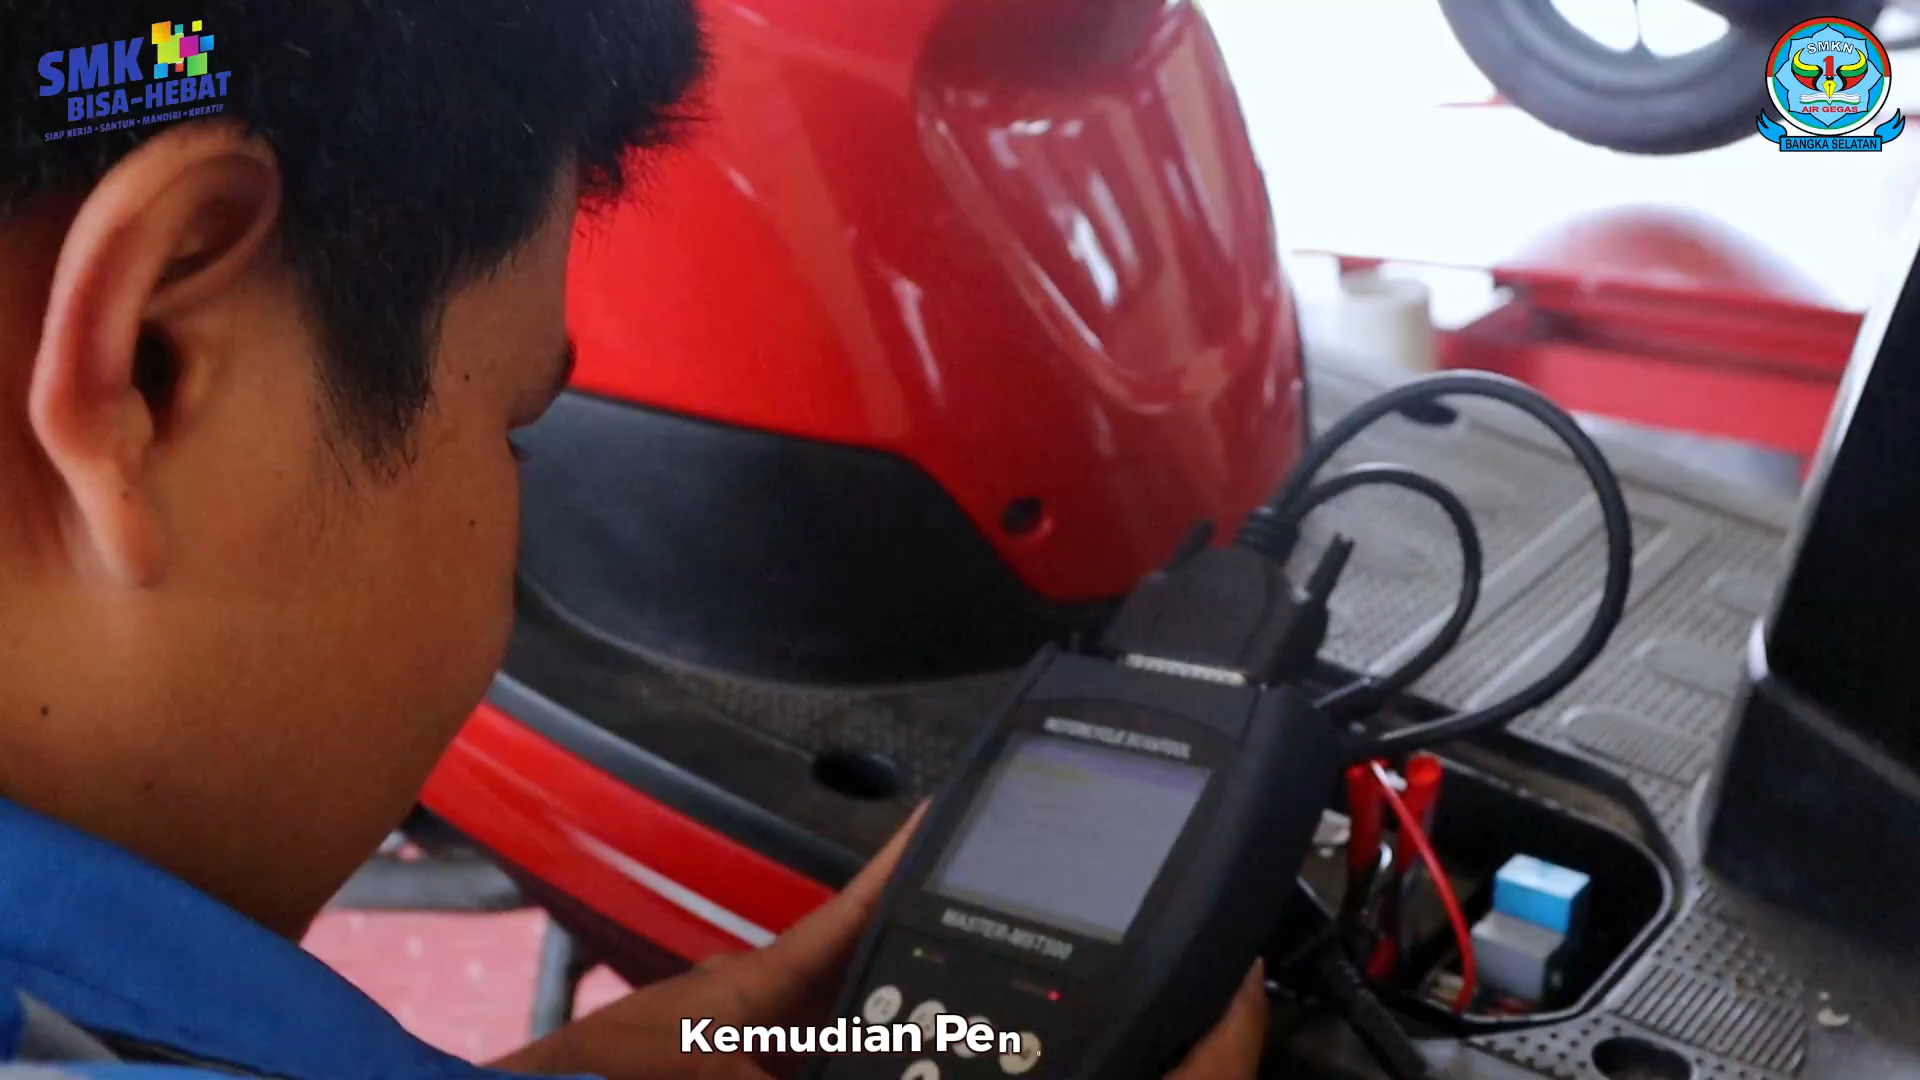 SMK
BISA-HEBAT
SIAP KERJA • SANTUN • MANDIRI • KREATIF
SMKN
1
AIR GEGAS
BANGKA SELATAN
MOTORCYCLE SCANTOOL
MASTER-MST500
Kemudian Pen